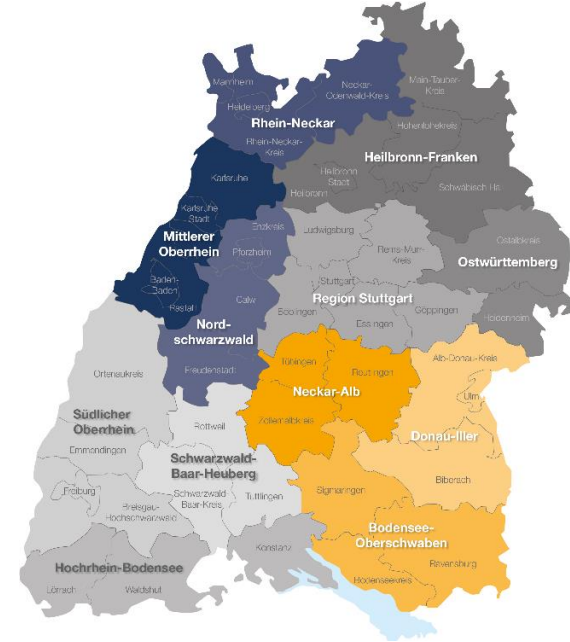 Mannheim
Heidelberg
Neckar-
Odenwald-Kreis
Rhein-Neckar
Rhein-Neckar-
Kreis
Main-Tauber-
Kreis
Hohenlohekreis
Heilbronn-Franken
Heilbronn
Stadt
Heilbronn
Schwäbisch Ha
Karlsruhe
Karlsruhe
Stadt
Mittlerer
Oberrhein
Baden-
Baden
Rastatt
Enzkreis
Pforzheim
Calw
Nord-
schwarzwald
Freudenstadt
Ludwigsburg
Rems-Murr-
Kreis
Stuttgart
Region Stuttgart
Böblingen
Esslingen
Göppingen
Ostalbkreis
Ostwürttemberg
Heidenheim
Tübingen
Reutlingen
Neckar-Alb
Zollernalbkreis
Alb-Donau-Kreis
Ulm
Donau-Iller
Biberach
Ortenaukreis
Südlicher
Oberrhein
Emmendingen
Freiburg
Breisgau-
Hochschwarzwald
Rottweil
Schwarzwald-
Baar-Heuberg
Schwarzwald
Baar-Kreis
Tuttlingen
Sigmaringen
Bodensee-
Oberschwaben
Ravensburg
Bodenseekreis
Konstanz
Hochrhein-Bodensee
Lörrach
Waldshut